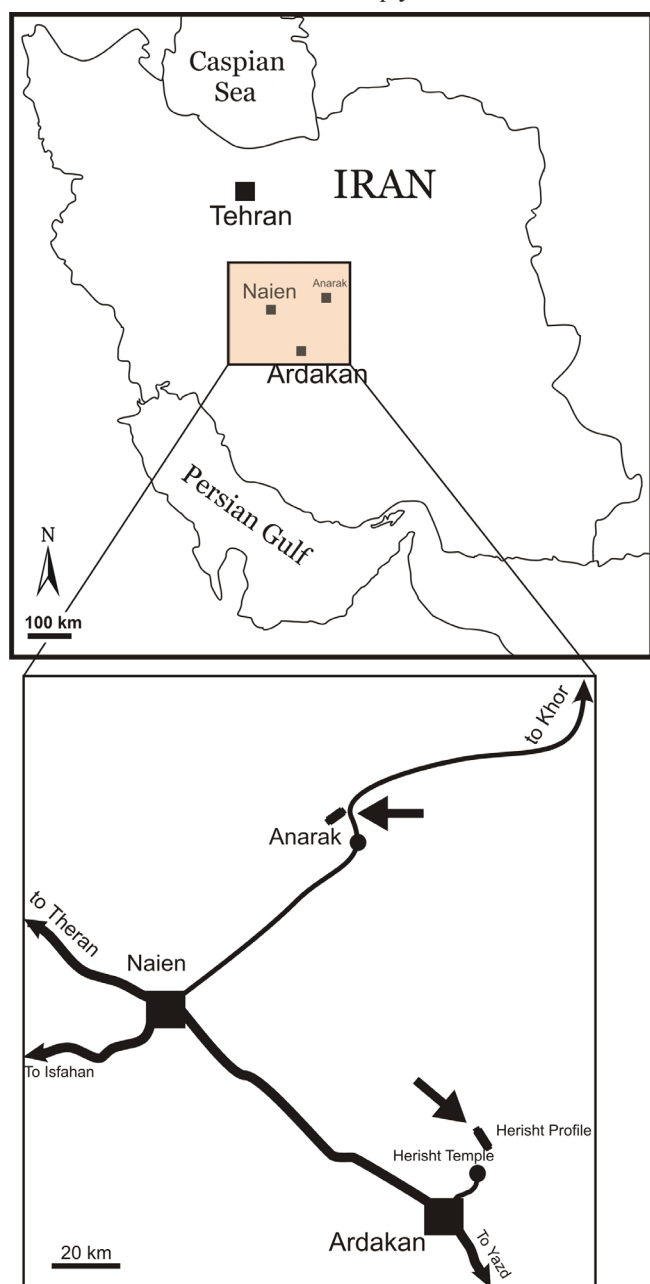 Caspian
Sea
IRAN
Tehran
Naien
Anarak
Ardakan
Persian Gulf
N
100 km
to Khor
Anarak
to Theran
Naien
To Isfahan
Herisht Profile
Herisht Temple
Ardakan
To Yazd
20 km